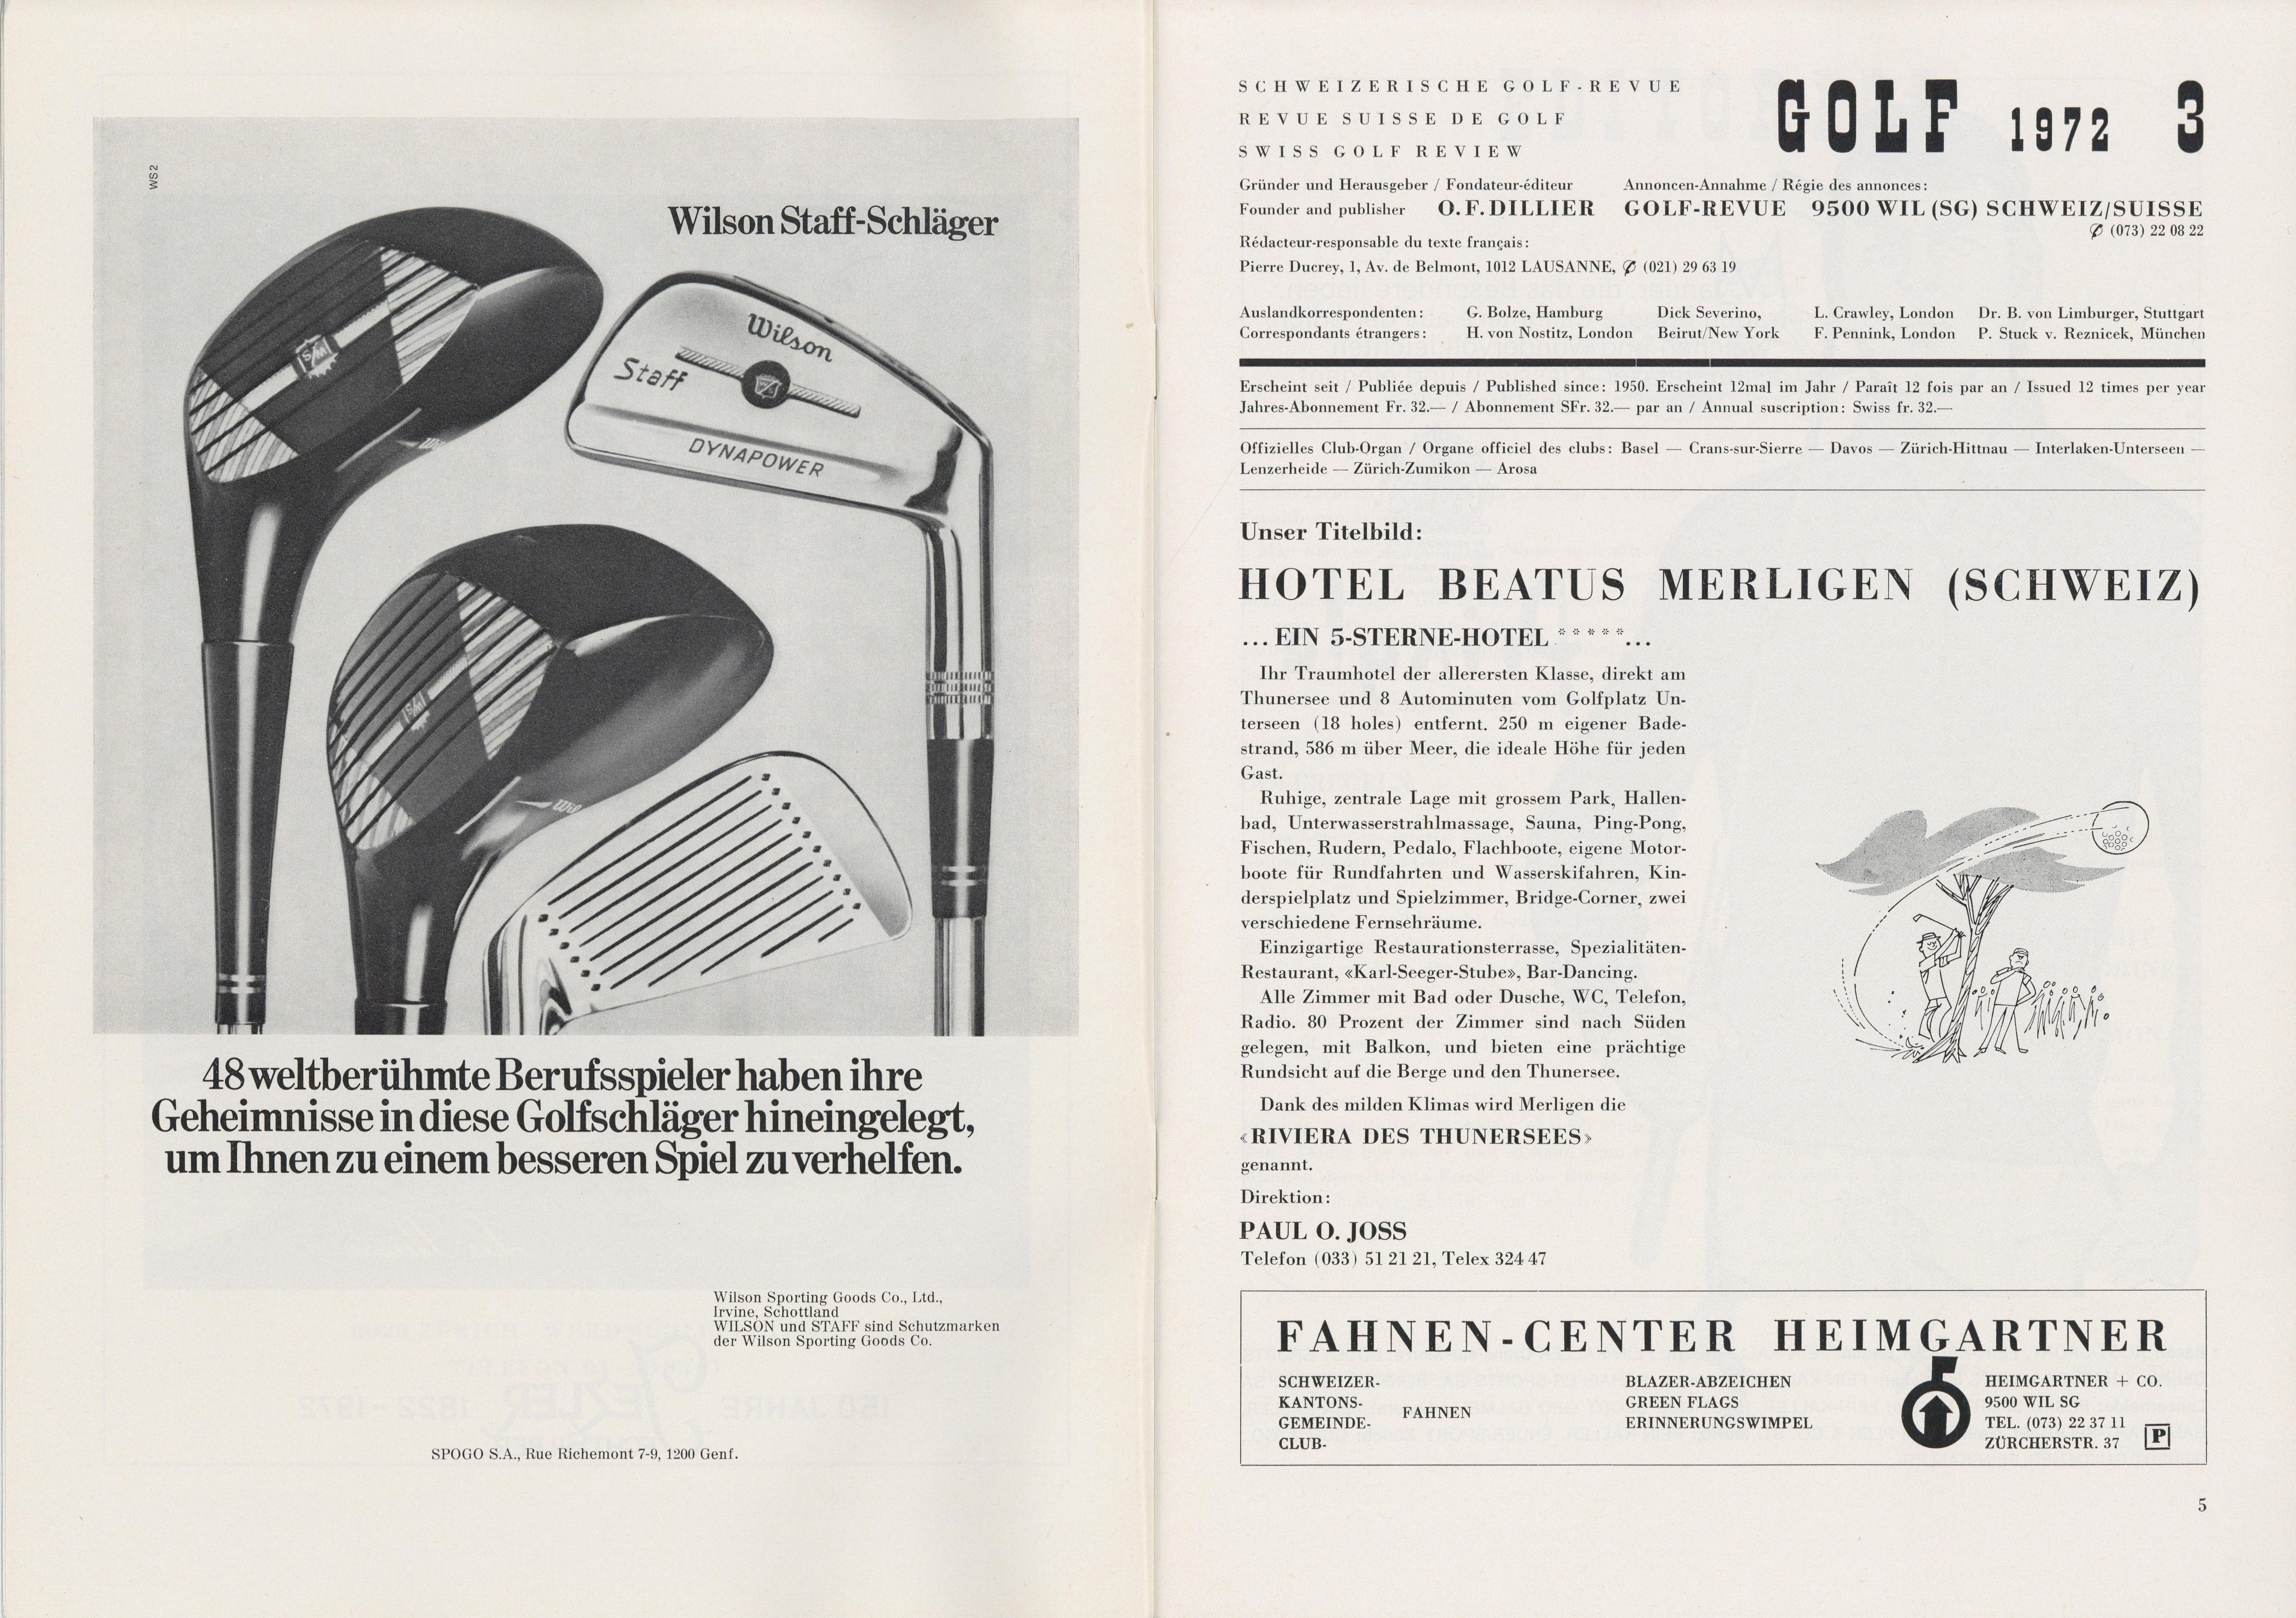 WS2
Wilson Staff-Schläger
Wilson
Staff
DYNAPOWER
48 weltberühmte Berufsspieler haben ihre
Geheimnisse in diese Golfschläger hineingelegt,
um Ihnen zu einem besseren Spiel zu verhelfen.
Wilson Sporting Goods Co., Ltd.,
Irvine, Schottland
WILSON und STAFF sind Schutzmarken
der Wilson Sporting Goods Co.
SPOGO S.A., Rue Richemont 7-9, 1200 Genf.
SCHWEIZERISCHE GOLF-REVUE
REVUE SUISSE DE GOLF
SWISS GOLF REVIEW
GOLF 1972 3
Gründer und Herausgeber / Fondateur-éditeur
Founder and publisher O. F. DILLIER
Annoncen-Annahme / Régie des annonces:
GOLF-REVUE 9500 WIL (SG) SCHWEIZ/SUISSE
✆ (073) 22 08 22
Rédacteur-responsable du texte français:
Pierre Ducrey, 1, Av. de Belmont, 1012 LAUSANNE, ✆ (021) 29 63 19
Auslandkorrespondenten: G. Bolze, Hamburg Dick Severino, L. Crawley, London Dr. B. von Limburger, Stuttgart
Correspondants étrangers: H. von Nostitz, London Beirut/New York F. Pennink, London P. Stuck v. Reznicek, München
Erscheint seit / Publiée depuis / Published since: 1950. Erscheint 12mal im Jahr / Paraît 12 fois par an / Issued 12 times per year
Jahres-Abonnement Fr. 32.— / Abonnement SFr. 32.— par an / Annual suscription: Swiss fr. 32.—
Offizielles Club-Organ / Organe officiel des clubs: Basel — Crans-sur-Sierre — Davos — Zürich-Hittnau — Interlaken-Unterseen —
Lenzerheide — Zürich-Zumikon — Arosa
Unser Titelbild:
HOTEL BEATUS MERLIGEN (SCHWEIZ)
... EIN 5-STERNE-HOTEL * * * * * ...
Ihr Traumhotel der allerersten Klasse, direkt am
Thunersee und 8 Autominuten vom Golfplatz Un-
terseen (18 holes) entfernt. 250 m eigener Bade-
strand, 586 m über Meer, die ideale Höhe für jeden
Gast.
Ruhige, zentrale Lage mit grossem Park, Hallen-
bad, Unterwasserstrahlmassage, Sauna, Ping-Pong,
Fischen, Rudern, Pedalo, Flachboote, eigene Motor-
boote für Rundfahrten und Wasserskifahren, Kin-
derspielplatz und Spielzimmer, Bridge-Corner, zwei
verschiedene Fernsehräume.
Einzigartige Restaurationsterrasse, Spezialitäten-
Restaurant, «Karl-Seeger-Stube», Bar-Dancing.
Alle Zimmer mit Bad oder Dusche, WC, Telefon,
Radio. 80 Prozent der Zimmer sind nach Süden
gelegen, mit Balkon, und bieten eine prächtige
Rundsicht auf die Berge und den Thunersee.
Dank des milden Klimas wird Merligen die
«RIVIERA DES THUNERSEES»
genannt.
Direktion:
PAUL O. JOSS
Telefon (033) 51 21 21, Telex 324 47
FAHNEN-CENTER HEIMGARTNER
SCHWEIZER-
KANTONS-
GEMEINDE-
CLUB-
FAHNEN
BLAZER-ABZEICHEN
GREEN FLAGS
ERINNERUNGSWIMPEL
HEIMGARTNER + CO.
9500 WIL SG
TEL. (073) 22 37 11
ZÜRCHERSTR. 37
P
5